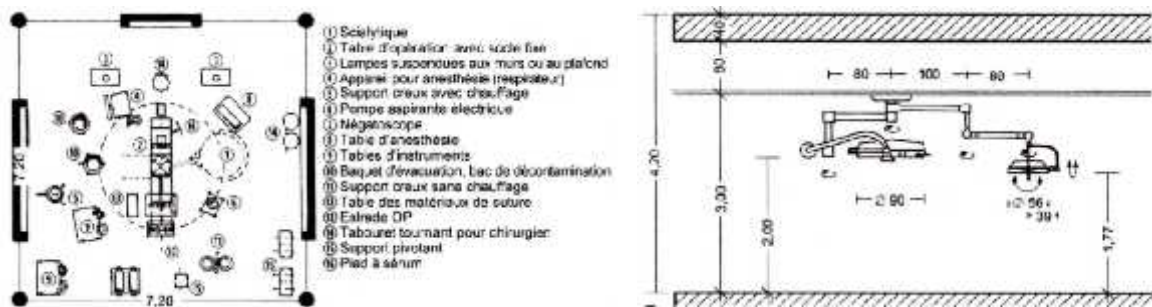 ① Scialytique
② Table d'opération avec socle fixe
③ Lampes suspendues aux murs ou au plafond
④ Appareil pour anesthésie (respirateur)
⑤ Support creux avec chauffage
⑥ Pompe aspirante électrique
⑦ Négatoscope
⑧ Table d'anesthésie
⑨ Tables d'instruments
⑩ Baquet d'évacuation, bac de décontamination
⑪ Support creux sans chauffage
⑫ Table des matériaux de suture
⑬ Estrade OP
⑭ Tabouret tournant pour chirurgien
⑮ Support pivotant
⑯ Pied à sérum
7,20
7,20
4,20
40
80
3,00
80
100
80
2,00
∅ 90
∅ 56
39
1,77